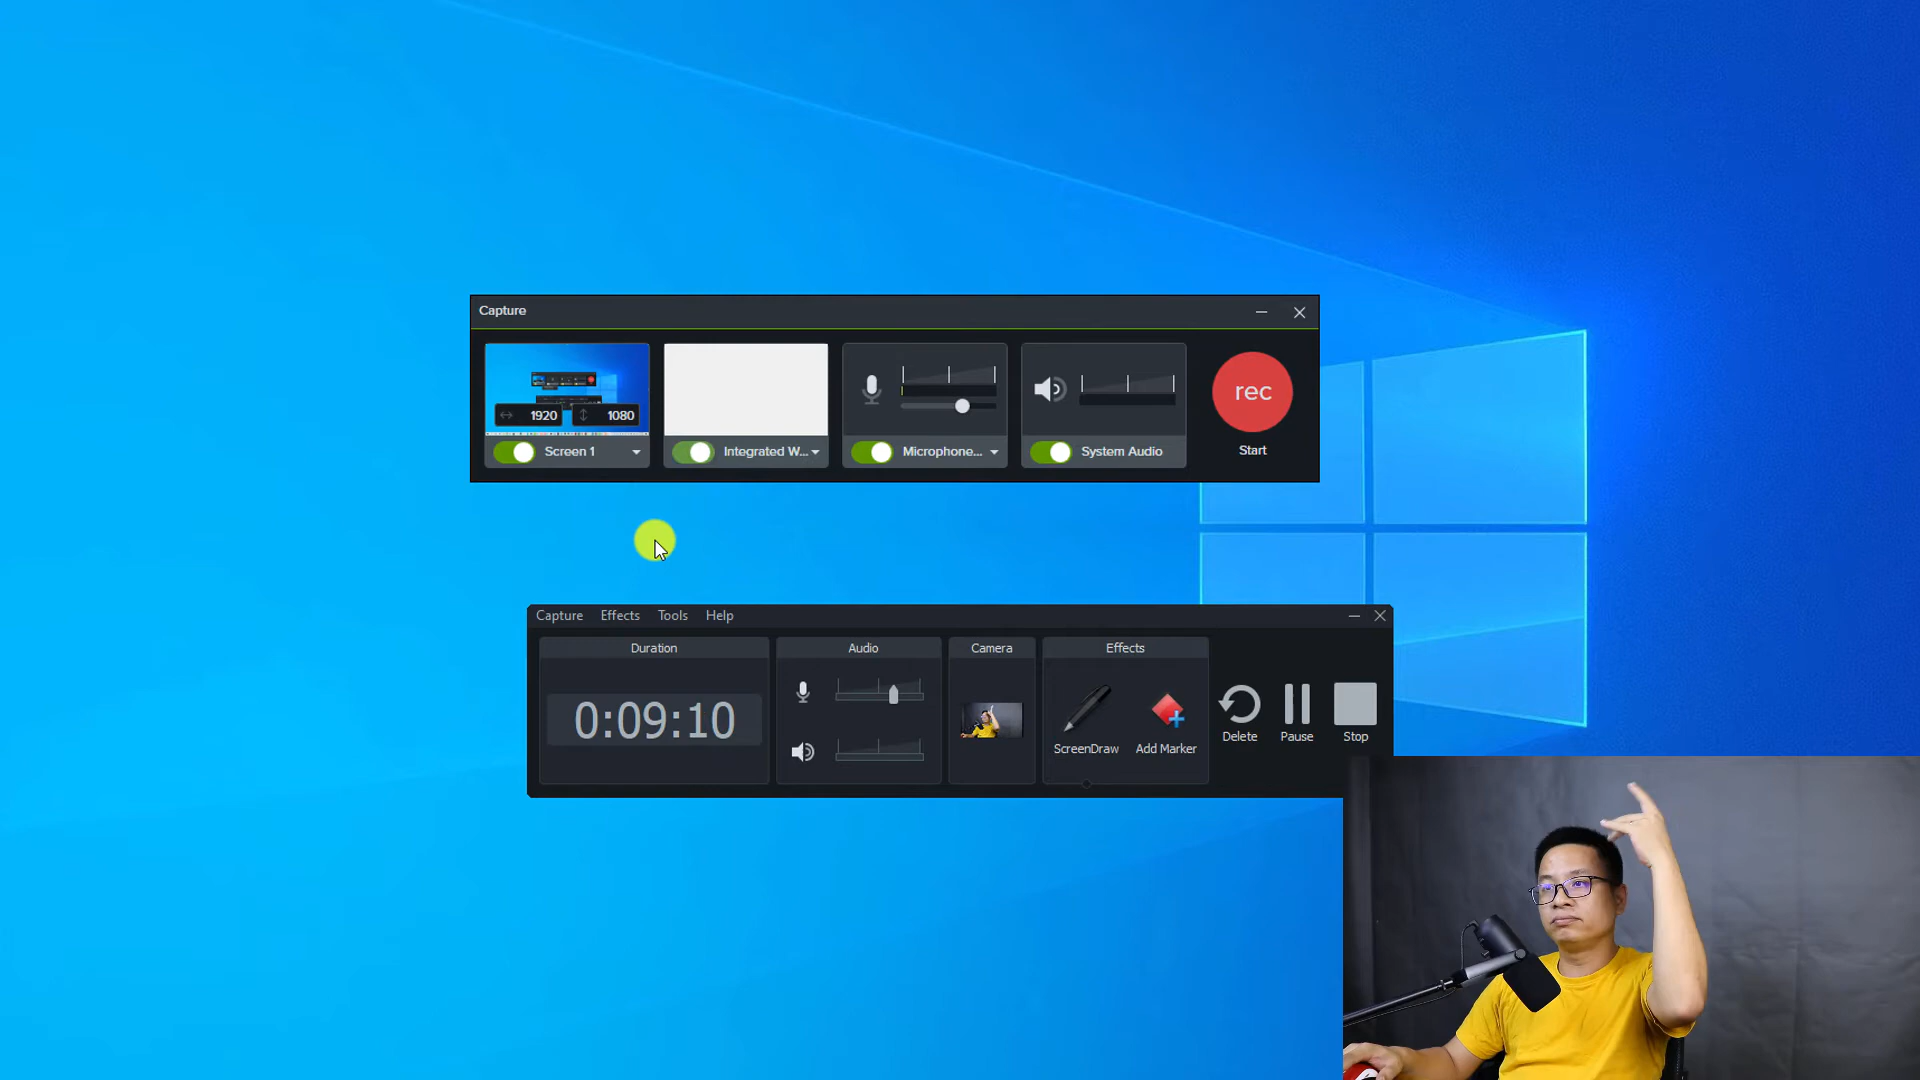 Capture
1920
1080
rec
Screen 1
Integrated W...
Microphone...
System Audio
Start
Capture Effects Tools Help
Duration
Audio
Camera
Effects
0:09:10
ScreenDraw
Add Marker
Delete
Pause
Stop